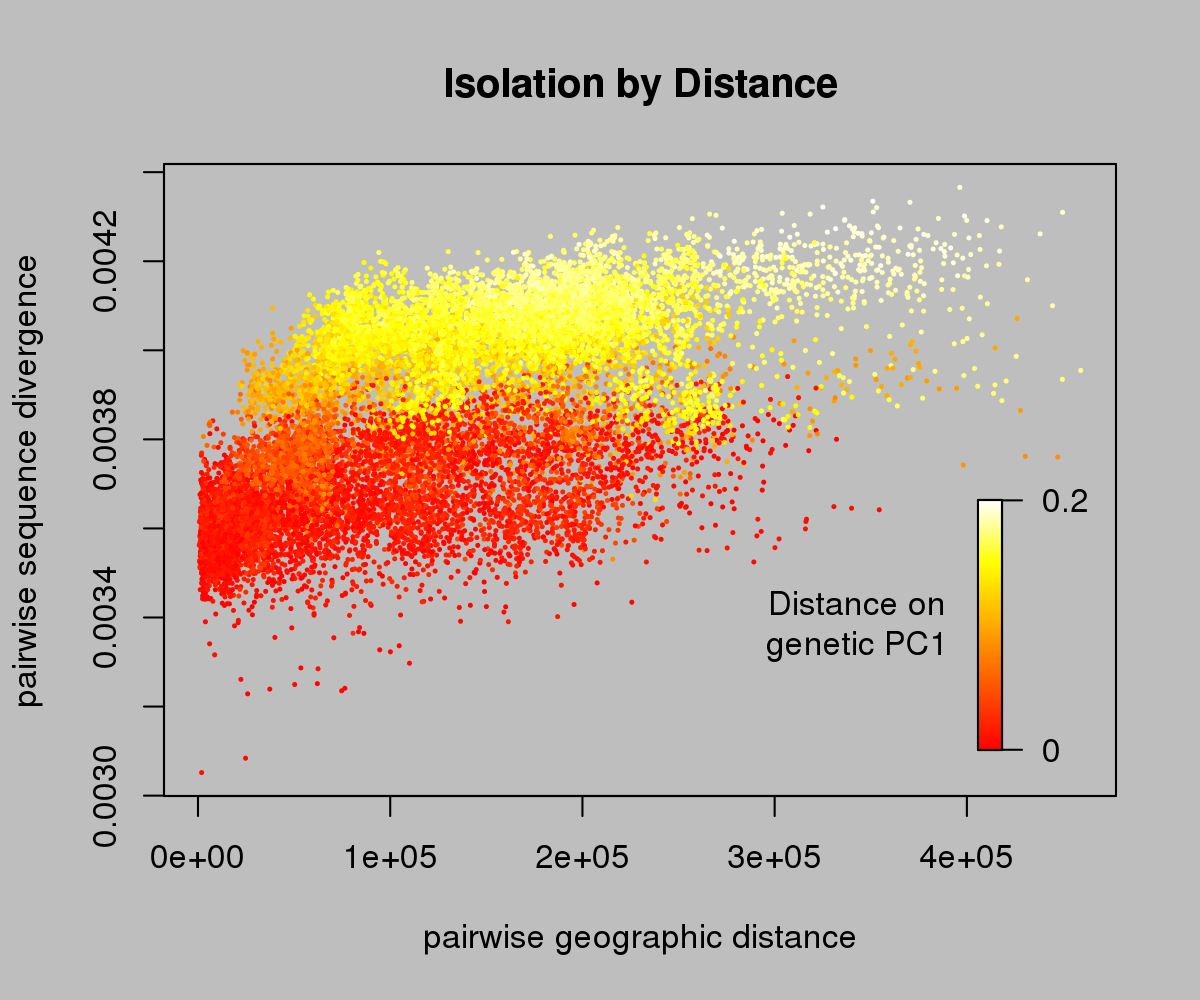 Isolation by Distance
pairwise sequence divergence
0.0042
0.0038
0.0034
0.0030
0.2
Distance on
genetic PC1
0
0e+00 1e+05 2e+05 3e+05 4e+05
pairwise geographic distance